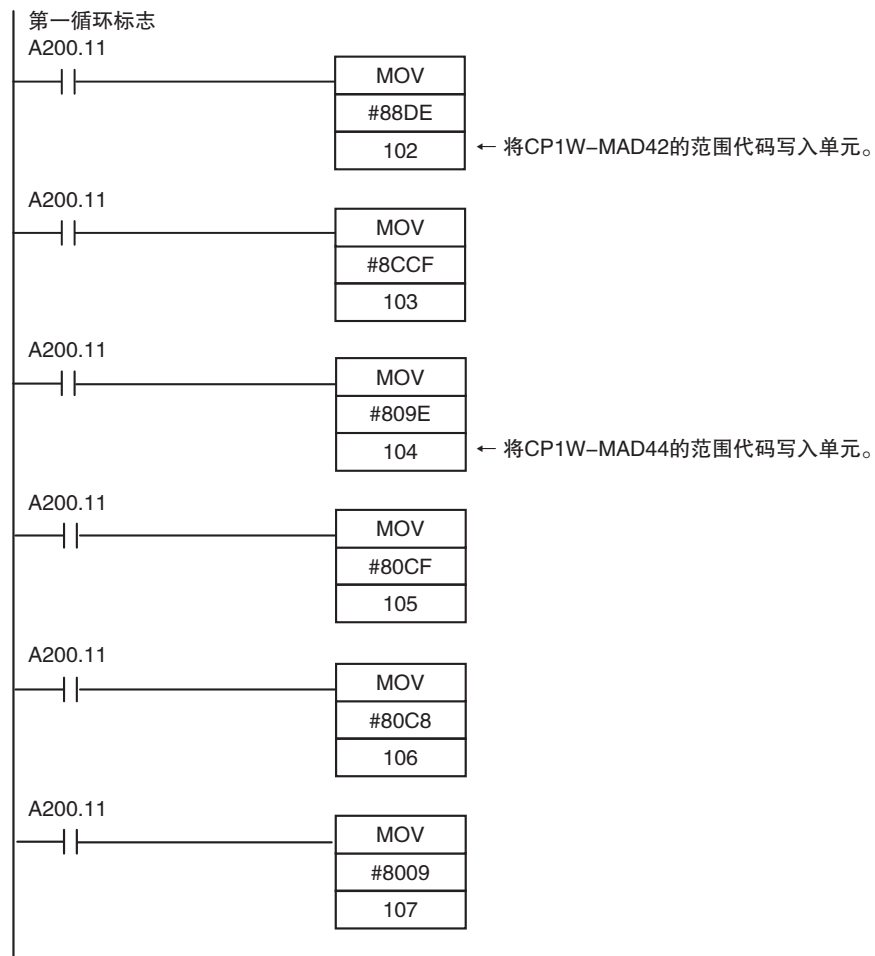 第一循环标志
A200.11
MOV
#88DE
102
← 将CP1W–MAD42的范围代码写入单元。
A200.11
MOV
#8CCF
103
A200.11
MOV
#809E
104
← 将CP1W–MAD44的范围代码写入单元。
A200.11
MOV
#80CF
105
A200.11
MOV
#80C8
106
A200.11
MOV
#8009
107